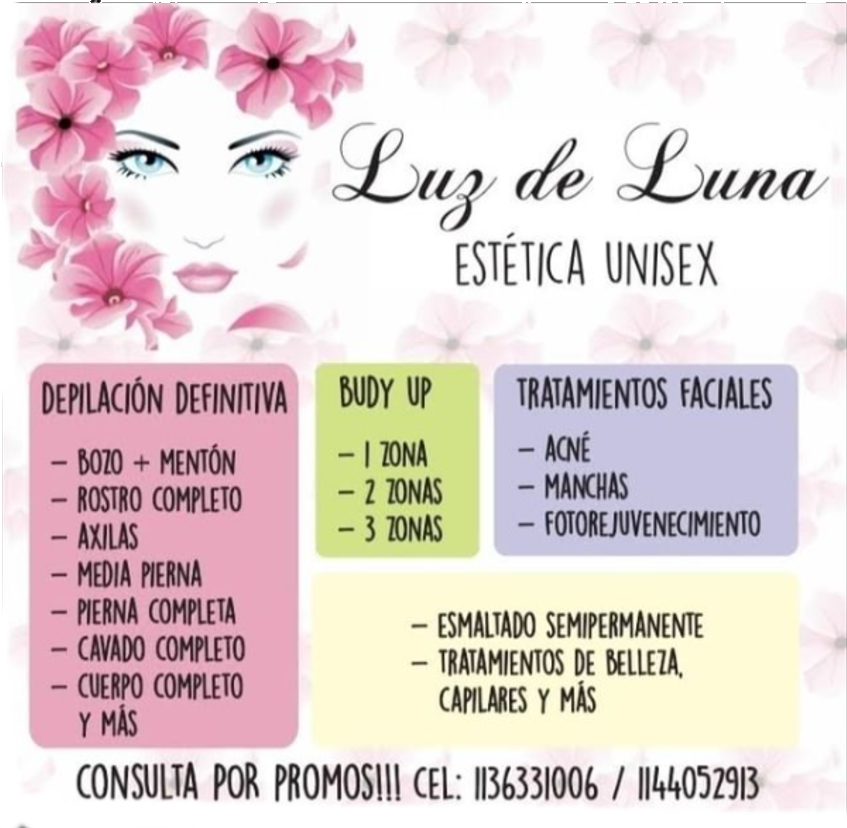 Luz de Luna
ESTÉTICA UNISEX
DEPILACIÓN DEFINITIVA
– BOZO + MENTÓN
– ROSTRO COMPLETO
– AXILAS
– MEDIA PIERNA
– PIERNA COMPLETA
– CAVADO COMPLETO
– CUERPO COMPLETO
Y MÁS
BUDY UP
– 1 ZONA
– 2 ZONAS
– 3 ZONAS
TRATAMIENTOS FACIALES
– ACNÉ
– MANCHAS
– FOTOREJUVENECIMIENTO
– ESMALTADO SEMIPERMANENTE
– TRATAMIENTOS DE BELLEZA,
CAPILARES Y MÁS
CONSULTA POR PROMOS!!! CEL: 1136331006 / 1144052913